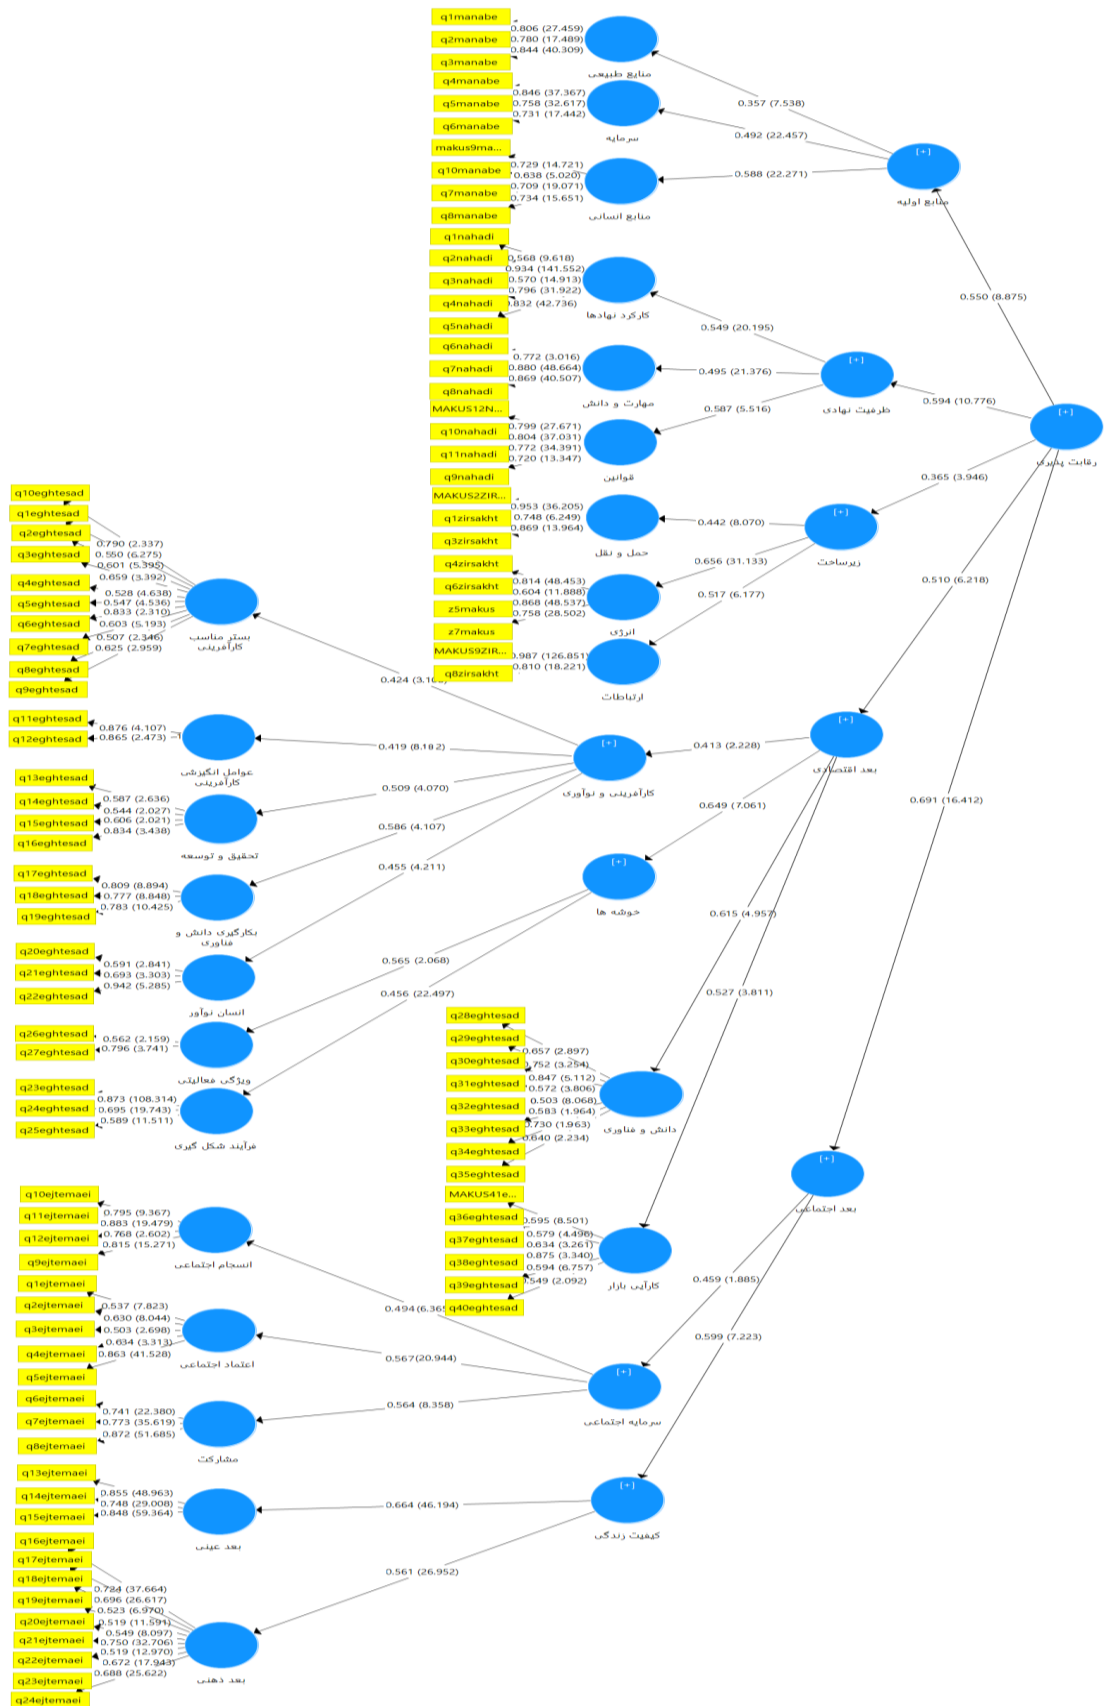 q1manabe
q2manabe
q3manabe
0.806 (27.459)
0.780 (17.489)
0.844 (40.309)
منابع طبیعی
q4manabe
q5manabe
q6manabe
0.846 (37.367)
0.758 (32.617)
0.731 (17.442)
سرمایه
makus9ma...
q10manabe
q7manabe
q8manabe
0.729 (14.721)
0.638 (5.020)
0.709 (19.071)
0.734 (15.651)
منابع انسانی
0.357 (7.538)
0.492 (22.457)
0.588 (22.271)
[+]
منابع اولیه
q1nahadi
q2nahadi
q3nahadi
q4nahadi
q5nahadi
0.568 (9.618)
0.934 (141.552)
0.570 (14.913)
0.796 (31.922)
0.832 (42.736)
کارکرد نهادها
q6nahadi
q7nahadi
q8nahadi
0.772 (3.016)
0.880 (48.664)
0.869 (40.507)
مهارت و دانش
MAKUS12N...
q10nahadi
q11nahadi
q9nahadi
0.799 (27.671)
0.804 (37.031)
0.772 (34.391)
0.720 (13.347)
قوانین
0.549 (20.195)
0.495 (21.376)
0.587 (5.516)
[+]
ظرفیت نهادی
0.550 (8.875)
0.594 (10.776)
0.365 (3.946)
0.510 (6.218)
0.691 (16.412)
[+]
رقابت پذیری
MAKUS2ZIR...
q1zirsakht
q3zirsakht
0.953 (36.205)
0.748 (6.249)
0.869 (13.964)
حمل و نقل
q4zirsakht
q6zirsakht
z5makus
z7makus
0.814 (48.453)
0.604 (11.888)
0.868 (48.537)
0.758 (28.502)
انرژی
MAKUS9ZIR...
q8zirsakht
0.987 (126.851)
0.810 (18.221)
ارتباطات
0.442 (8.070)
0.656 (31.133)
0.517 (6.177)
[+]
زیرساخت
q10eghtesad
q1eghtesad
q2eghtesad
q3eghtesad
q4eghtesad
q5eghtesad
q6eghtesad
q7eghtesad
q8eghtesad
q9eghtesad
0.790 (2.337)
0.550 (6.275)
0.601 (5.395)
0.659 (3.392)
0.528 (4.638)
0.547 (4.536)
0.833 (2.310)
0.603 (5.193)
0.507 (2.346)
0.625 (2.959)
بستر مناسب
کارآفرینی
q11eghtesad
q12eghtesad
0.876 (4.107)
0.865 (2.473)
عوامل انگیزشی
کارآفرینی
q13eghtesad
q14eghtesad
q15eghtesad
q16eghtesad
0.587 (2.636)
0.544 (2.027)
0.606 (2.021)
0.834 (3.438)
تحقیق و توسعه
q17eghtesad
q18eghtesad
q19eghtesad
0.809 (8.894)
0.777 (8.848)
0.783 (10.425)
بکارگیری دانش و
فناوری
q20eghtesad
q21eghtesad
q22eghtesad
0.591 (2.841)
0.693 (3.303)
0.942 (5.285)
انسان نوآور
0.419 (8.182)
0.509 (4.070)
0.586 (4.107)
0.455 (4.211)
[+]
کارآفرینی و نوآوری
0.413 (2.228)
0.649 (7.061)
0.615 (4.957)
0.527 (3.811)
[+]
بعد اقتصادی
[+]
خوشه ها
0.565 (2.068)
0.456 (22.497)
q26eghtesad
q27eghtesad
0.562 (2.159)
0.796 (3.741)
ویژگی فعالیتی
q23eghtesad
q24eghtesad
q25eghtesad
0.873 (108.314)
0.695 (19.743)
0.589 (11.511)
فرآیند شکل گیری
q28eghtesad
q29eghtesad
q30eghtesad
q31eghtesad
q32eghtesad
q33eghtesad
q34eghtesad
q35eghtesad
0.657 (2.897)
0.752 (3.254)
0.847 (5.112)
0.572 (3.806)
0.503 (8.068)
0.583 (1.964)
0.730 (1.963)
0.640 (2.234)
دانش و فناوری
MAKUS41e...
q36eghtesad
q37eghtesad
q38eghtesad
q39eghtesad
q40eghtesad
0.595 (8.501)
0.579 (4.496)
0.634 (3.261)
0.875 (3.340)
0.594 (6.757)
0.549 (2.092)
کارآیی بازار
[+]
بعد اجتماعی
0.459 (1.885)
0.599 (7.223)
q10ejtemaei
q11ejtemaei
q12ejtemaei
q9ejtemaei
0.795 (9.367)
0.883 (19.479)
0.768 (2.602)
0.815 (15.271)
انسجام اجتماعی
q1ejtemaei
q2ejtemaei
q3ejtemaei
q4ejtemaei
q5ejtemaei
0.537 (7.823)
0.630 (8.044)
0.503 (2.698)
0.634 (3.313)
0.863 (41.528)
اعتماد اجتماعی
q6ejtemaei
q7ejtemaei
q8ejtemaei
0.741 (22.380)
0.773 (35.619)
0.872 (51.685)
مشارکت
0.567(20.944)
0.564 (8.358)
[+]
سرمایه اجتماعی
q13ejtemaei
q14ejtemaei
q15ejtemaei
0.855 (48.963)
0.748 (29.008)
0.848 (59.364)
بعد عینی
0.664 (46.194)
0.561 (26.952)
[+]
کیفیت زندگی
q16ejtemaei
q17ejtemaei
q18ejtemaei
q19ejtemaei
q20ejtemaei
q21ejtemaei
q22ejtemaei
q23ejtemaei
q24ejtemaei
0.724 (37.664)
0.696 (26.617)
0.523 (6.970)
0.519 (11.591)
0.549 (8.097)
0.750 (32.706)
0.519 (12.970)
0.672 (17.943)
0.688 (25.622)
بعد ذهنی